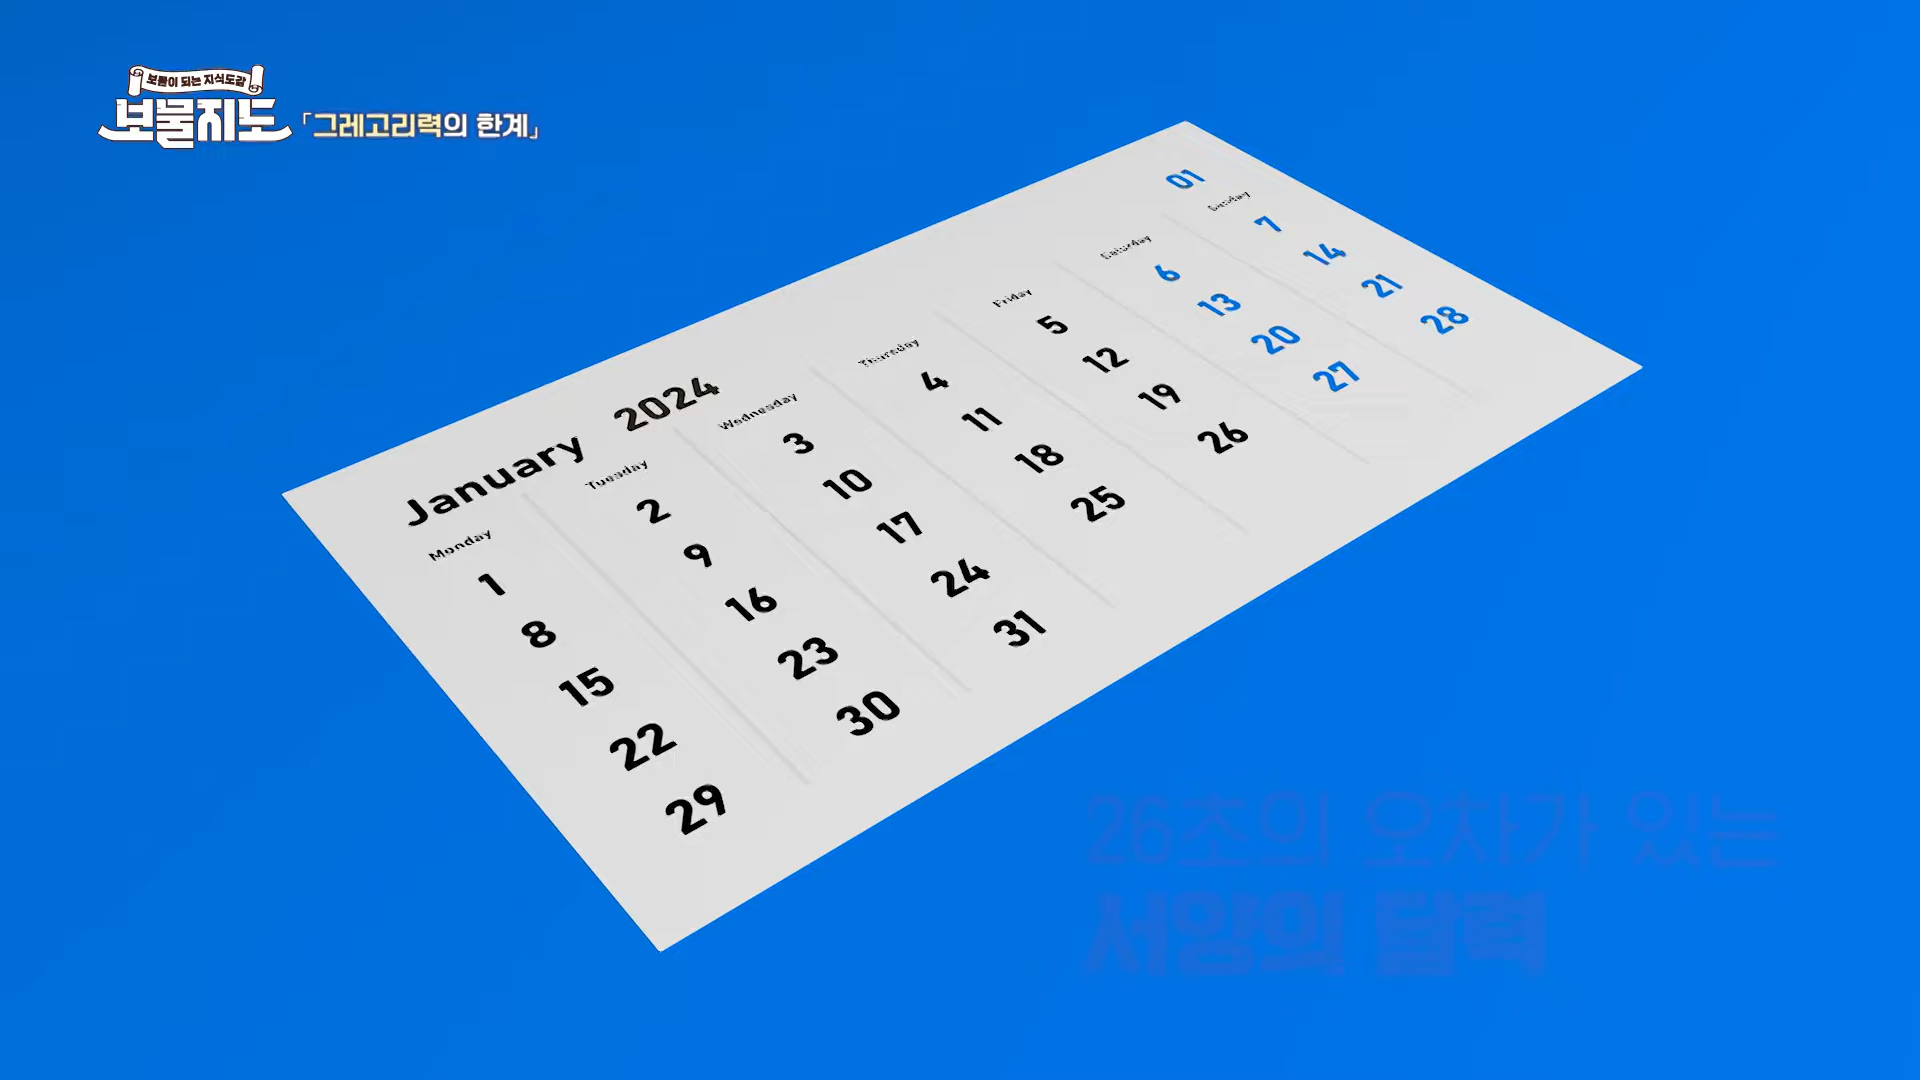 보물이 되는 지식도감
보물지도
「그레고리력의 한계」
January 2024
01
Monday Tuesday Wednesday Thursday Friday Saturday Sunday
1 2 3 4 5 6 7
8 9 10 11 12 13 14
15 16 17 18 19 20 21
22 23 24 25 26 27 28
29 30 31
26초의 오차가 있는
서양의 달력